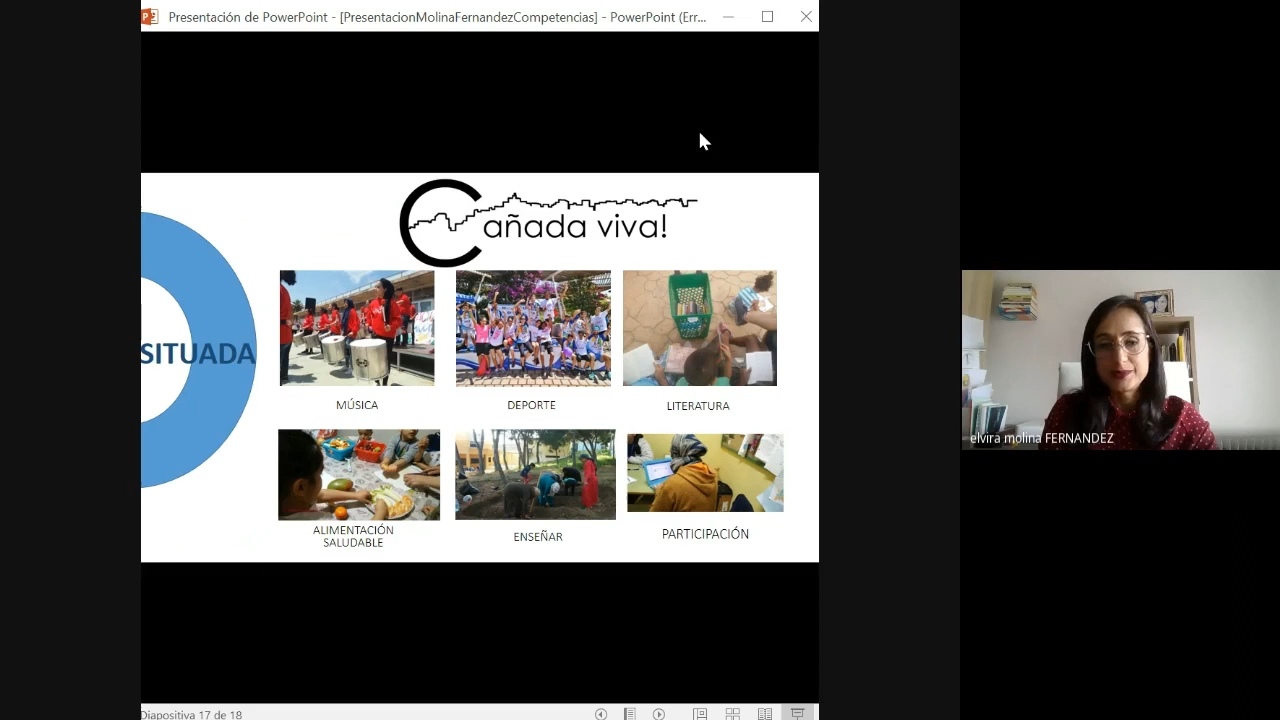 Presentación de PowerPoint - [PresentacionMolinaFernandezCompetencias] - PowerPoint (Err...
Cañada viva!
SITUADA
MÚSICA
DEPORTE
LITERATURA
ALIMENTACIÓN
SALUDABLE
ENSEÑAR
PARTICIPACIÓN
elvira molina FERNANDEZ
Diapositiva 17 de 18